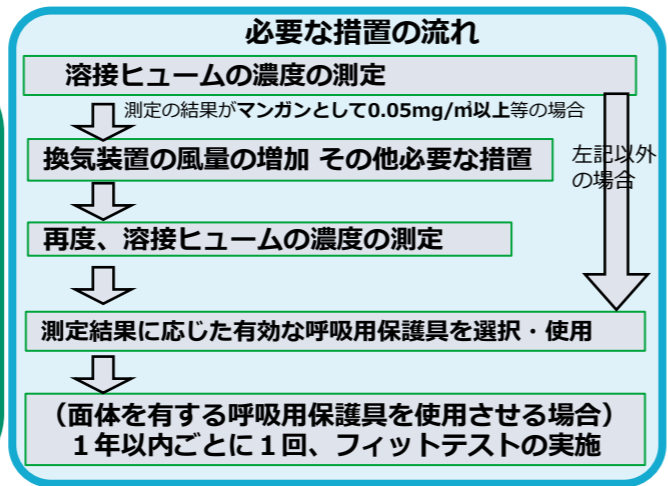 必要な措置の流れ
溶接ヒュームの濃度の測定
測定の結果がマンガンとして0.05mg/㎥以上等の場合
換気装置の風量の増加 その他必要な措置
左記以外
の場合
再度、溶接ヒュームの濃度の測定
測定結果に応じた有効な呼吸用保護具を選択・使用
（面体を有する呼吸用保護具を使用させる場合）
１年以内ごとに１回、フィットテストの実施